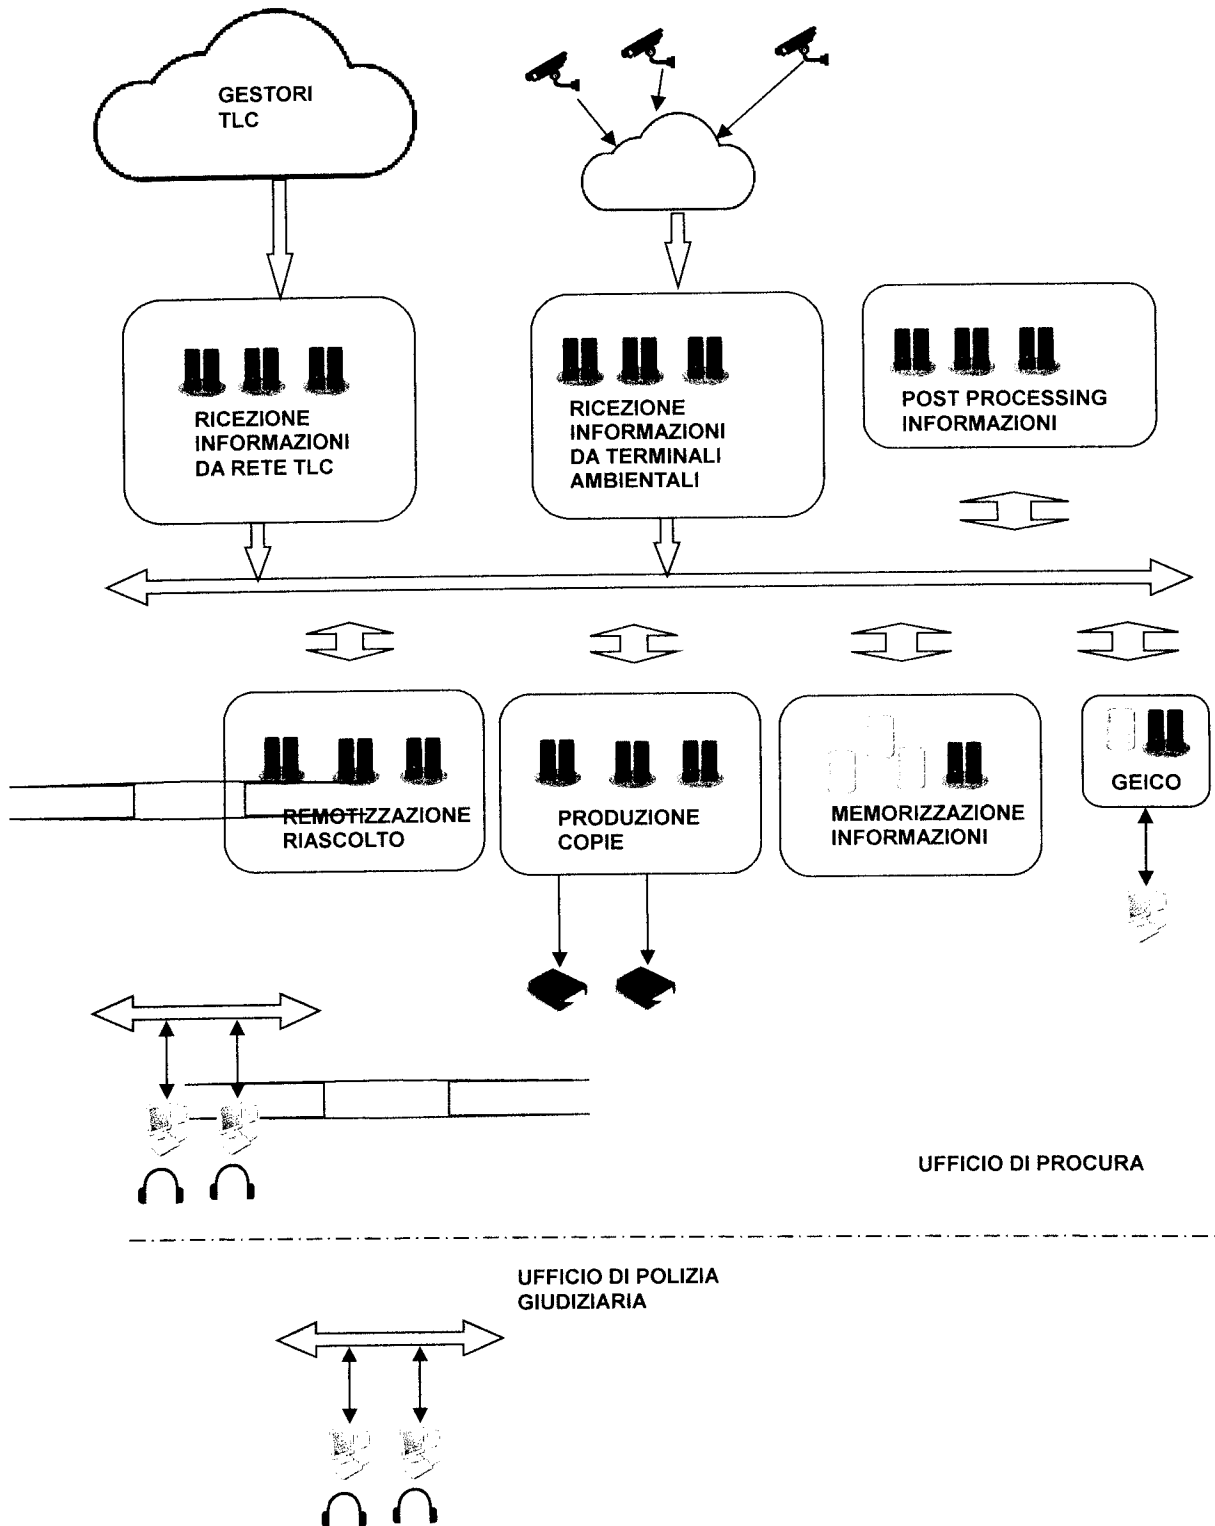 GESTORI
TLC
RICEZIONE
INFORMAZIONI
DA RETE TLC
RICEZIONE
INFORMAZIONI
DA TERMINALI
AMBIENTALI
POST PROCESSING
INFORMAZIONI
REMOTIZZAZIONE
RIASCOLTO
PRODUZIONE
COPIE
MEMORIZZAZIONE
INFORMAZIONI
GEICO
UFFICIO DI PROCURA
UFFICIO DI POLIZIA
GIUDIZIARIA